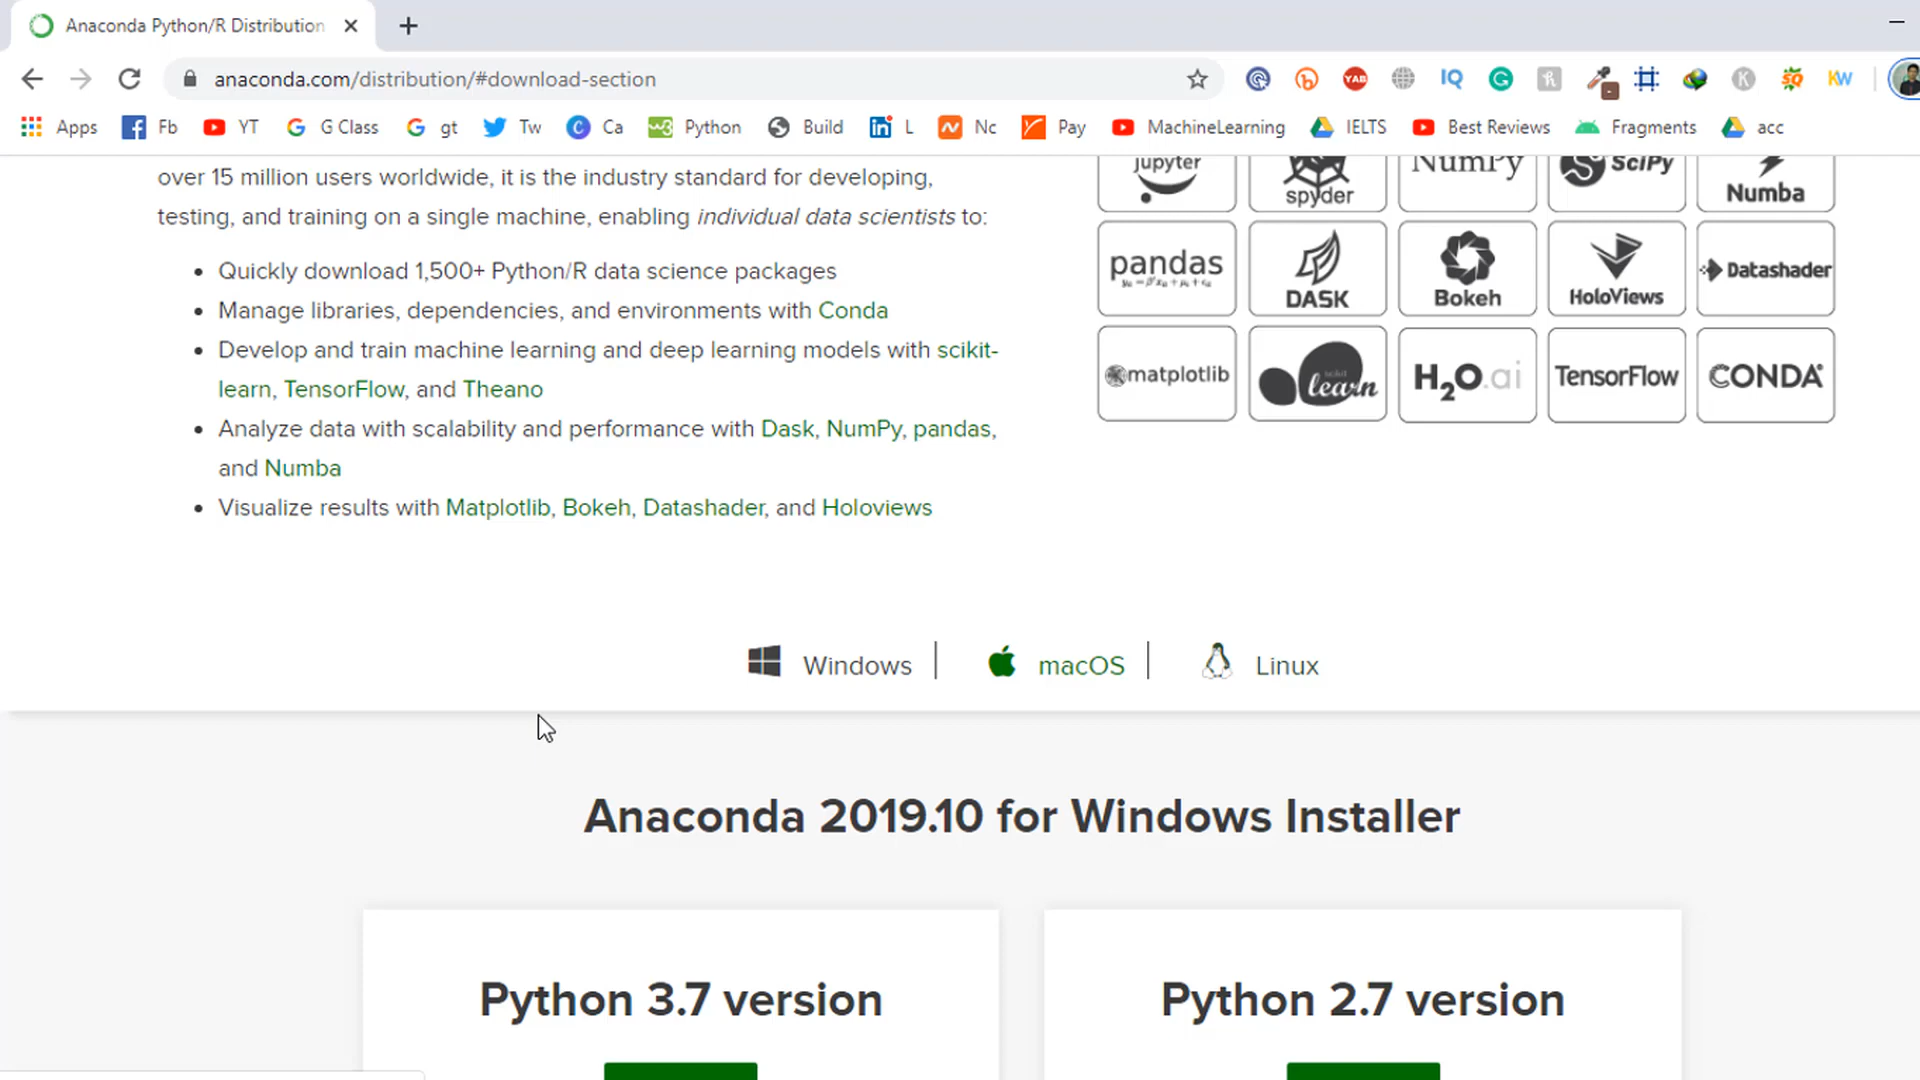 Anaconda Python/R Distribution
anaconda.com/distribution/#download-section
YAB IQ K SQ KW
Apps Fb YT G Class gt Tw Ca Python Build L Nc Pay MachineLearning IELTS Best Reviews Fragments acc
over 15 million users worldwide, it is the industry standard for developing,
testing, and training on a single machine, enabling individual data scientists to:
• Quickly download 1,500+ Python/R data science packages
• Manage libraries, dependencies, and environments with Conda
• Develop and train machine learning and deep learning models with scikit-
learn, TensorFlow, and Theano
• Analyze data with scalability and performance with Dask, NumPy, pandas,
and Numba
• Visualize results with Matplotlib, Bokeh, Datashader, and Holoviews
jupyter spyder NumPy SciPy Numba
pandas DASK Bokeh HoloViews Datashader
matplotlib scikit learn H2O.ai TensorFlow CONDA
Windows | macOS | Linux
Anaconda 2019.10 for Windows Installer
Python 3.7 version
Python 2.7 version